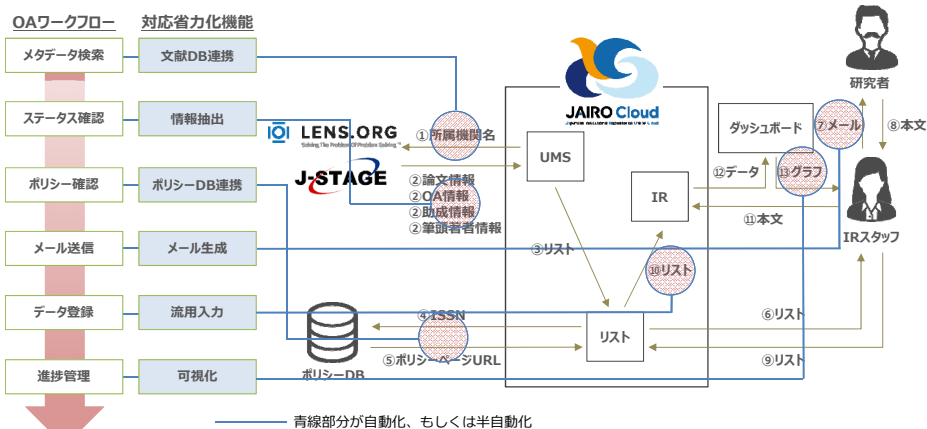 OAワークフロー
対応省力化機能
メタデータ検索
文献DB連携
ステータス確認
情報抽出
ポリシー確認
ポリシーDB連携
メール送信
メール生成
データ登録
流用入力
進捗管理
可視化
LENS.ORG
J-STAGE
①所属機関名
②論文情報
②OA情報
②助成情報
②筆頭著者情報
JAIRO Cloud
UMS
IR
リスト
③リスト
④ISSN
⑤ポリシーページURL
ポリシーDB
⑩リスト
ダッシュボード
⑫データ
⑬グラフ
⑪本文
⑦メール
⑧本文
研究者
IRスタッフ
⑥リスト
⑨リスト
青線部分が自動化、もしくは半自動化